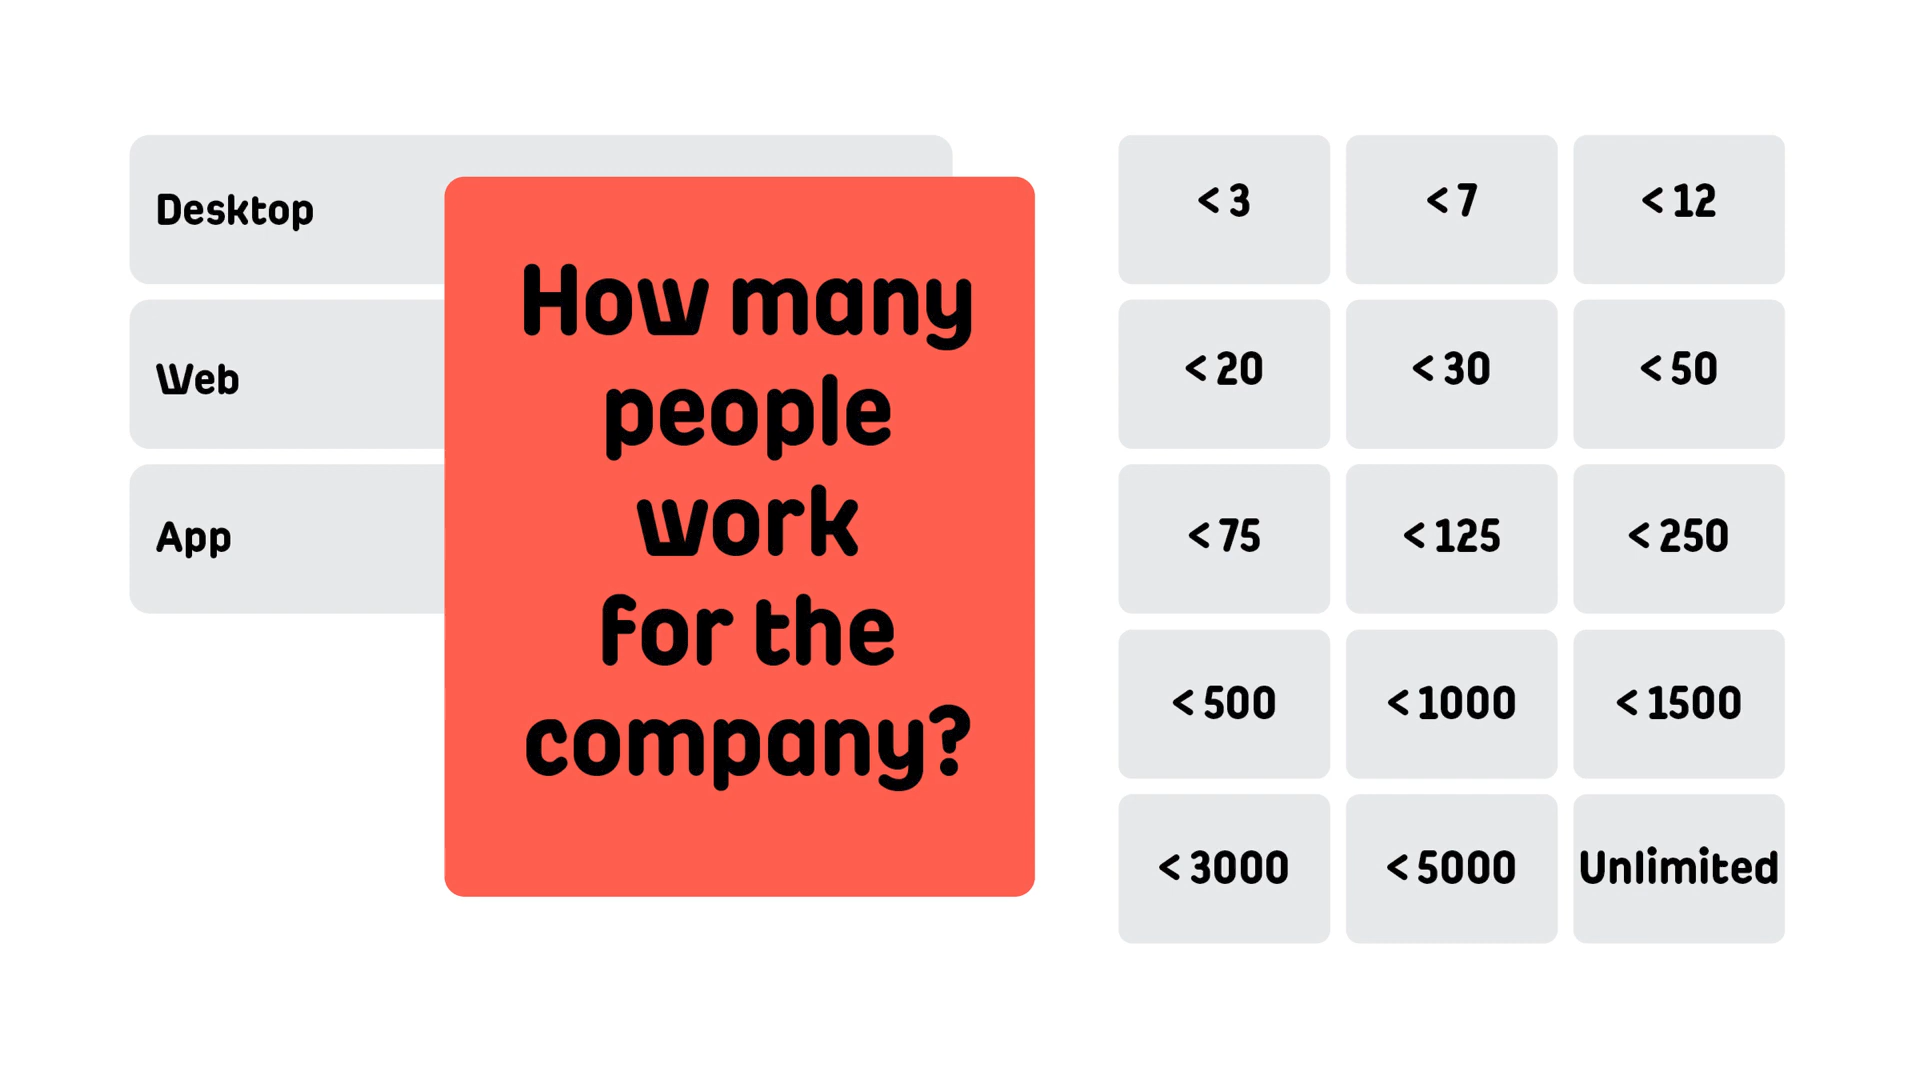 Desktop
Web
App
How many
people
work
for the
company?
< 3
< 7
< 12
< 20
< 30
< 50
< 75
< 125
< 250
< 500
< 1000
< 1500
< 3000
< 5000
Unlimited